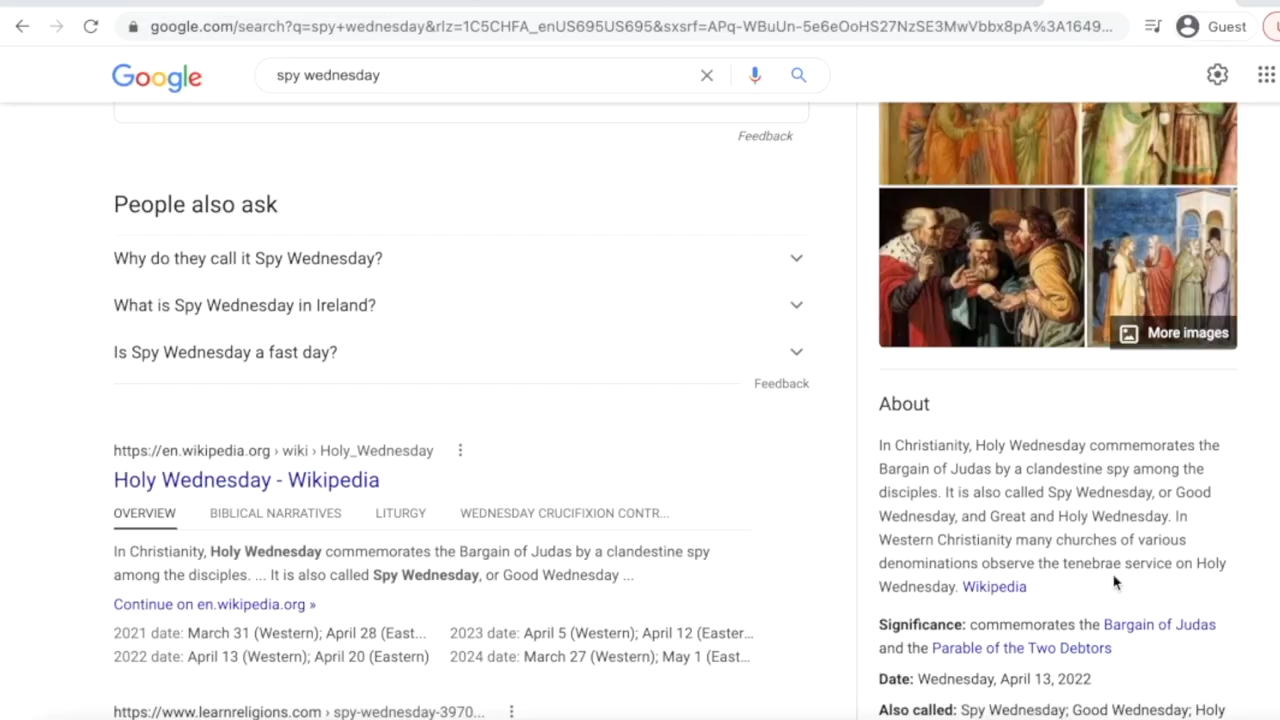 google.com/search?q=spy+wednesday&rlz=1C5CHFA_enUS695US695&sxsrf=APq-WBuUn-5e6eOoHS27NzSE3MwVbbx8pA%3A1649...
Guest
Google
spy wednesday
Feedback
People also ask
Why do they call it Spy Wednesday?
What is Spy Wednesday in Ireland?
Is Spy Wednesday a fast day?
Feedback
https://en.wikipedia.org › wiki › Holy_Wednesday
Holy Wednesday - Wikipedia
OVERVIEW BIBLICAL NARRATIVES LITURGY WEDNESDAY CRUCIFIXION CONTR...
In Christianity, Holy Wednesday commemorates the Bargain of Judas by a clandestine spy
among the disciples. ... It is also called Spy Wednesday, or Good Wednesday ...
Continue on en.wikipedia.org »
2021 date: March 31 (Western); April 28 (East... 2023 date: April 5 (Western); April 12 (Easter...
2022 date: April 13 (Western); April 20 (Eastern) 2024 date: March 27 (Western); May 1 (East...
https://www.learnreligions.com › spy-wednesday-3970...
More images
About
In Christianity, Holy Wednesday commemorates the
Bargain of Judas by a clandestine spy among the
disciples. It is also called Spy Wednesday, or Good
Wednesday, and Great and Holy Wednesday. In
Western Christianity many churches of various
denominations observe the tenebrae service on Holy
Wednesday. Wikipedia
Significance: commemorates the Bargain of Judas
and the Parable of the Two Debtors
Date: Wednesday, April 13, 2022
Also called: Spy Wednesday; Good Wednesday; Holy